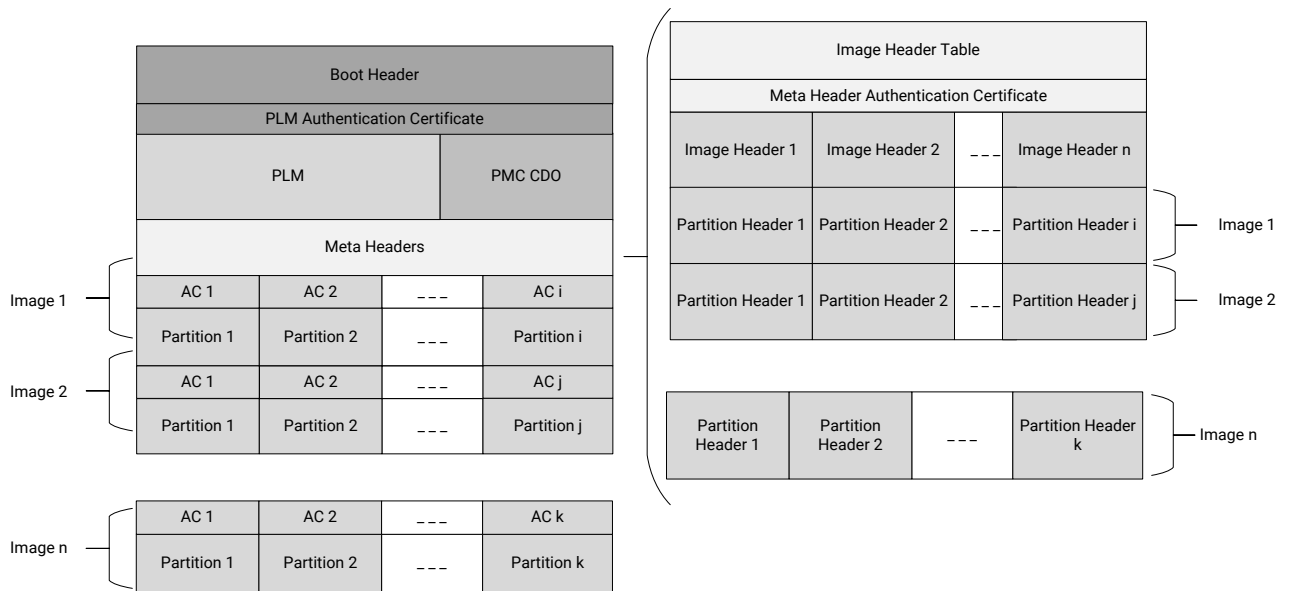 Boot Header
PLM Authentication Certificate
PLM PMC CDO
Meta Headers
Image 1
AC 1 AC 2 _ _ _ AC i
Partition 1 Partition 2 _ _ _ Partition i
Image 2
AC 1 AC 2 _ _ _ AC j
Partition 1 Partition 2 _ _ _ Partition j
Image n
AC 1 AC 2 _ _ _ AC k
Partition 1 Partition 2 _ _ _ Partition k
Image Header Table
Meta Header Authentication Certificate
Image Header 1 Image Header 2 _ _ _ Image Header n
Partition Header 1 Partition Header 2 _ _ _ Partition Header i
Image 1
Partition Header 1 Partition Header 2 _ _ _ Partition Header j
Image 2
Partition
Header 1
Partition
Header 2
_ _ _
Partition Header
k
Image n